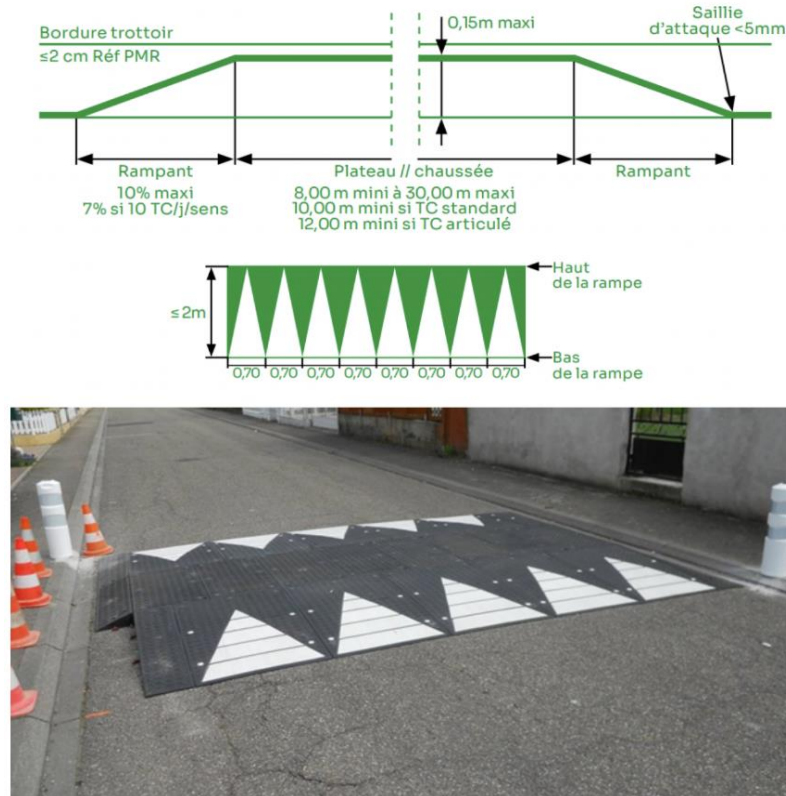 Bordure trottoir
≤2 cm Réf PMR
0,15m maxi
Saillie
d'attaque <5mm
Rampant
10% maxi
7% si 10 TC/j/sens
Plateau // chaussée
8,00 m mini à 30,00 m maxi
10,00 m mini si TC standard
12,00 m mini si TC articulé
Rampant
≤ 2m
Haut
de la rampe
Bas
de la rampe
0,70 0,70 0,70 0,70 0,70 0,70 0,70 0,70